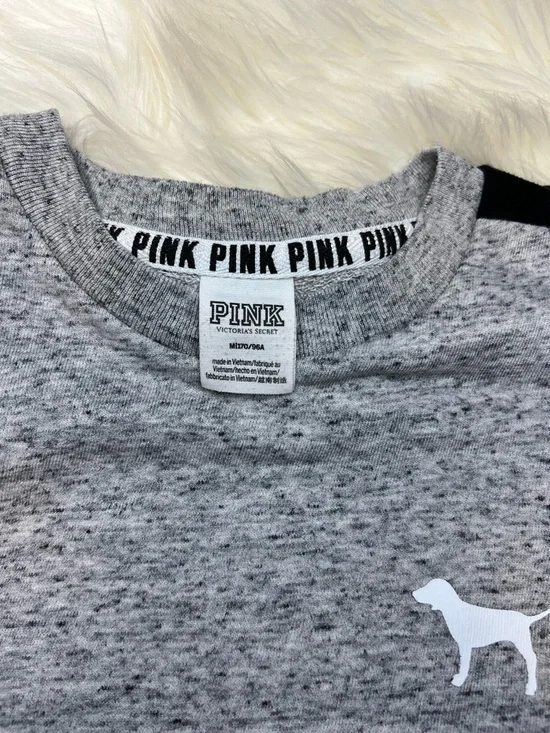 PINK PINK PINK PINK
PINK
VICTORIA'S SECRET
M|170/96A
made in Vietnam/fabriqué au
Vietnam/hecho en Vietnam/
fabbricato in Vietnam/越南制造